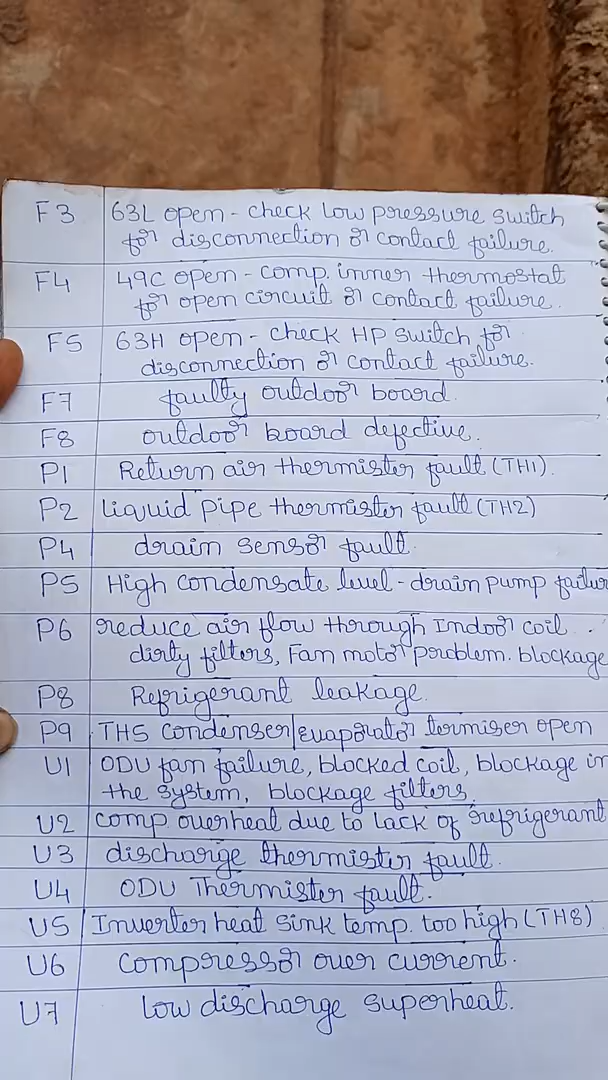 F3 63L open - check low pressure switch
for disconnection or contact failure.
F4 49C open - comp. inner thermostat
for open circuit or contact failure.
F5 63H open - check HP switch for
disconnection or contact failure.
F7 faulty outdoor board.
F8 outdoor board defective.
P1 Return air thermister fault (TH1).
P2 liquid pipe thermister fault (TH2)
P4 drain sensor fault.
P5 High condensate level - drain pump failur
P6 reduce air flow through Indoor coil.
dirty filters, Fan motor problem. blockage
P8 Refrigerant leakage.
P9 TH5 condenser/evaporator termiser open
U1 ODU fan failure, blocked coil, blockage in
the system, blockage filters,
U2 comp. overheat due to lack of refrigerant
U3 discharge thermister fault.
U4 ODU Thermister fault.
U5 Inverter heat sink temp. too high (TH8)
U6 compressor over current.
U7 low discharge superheat.